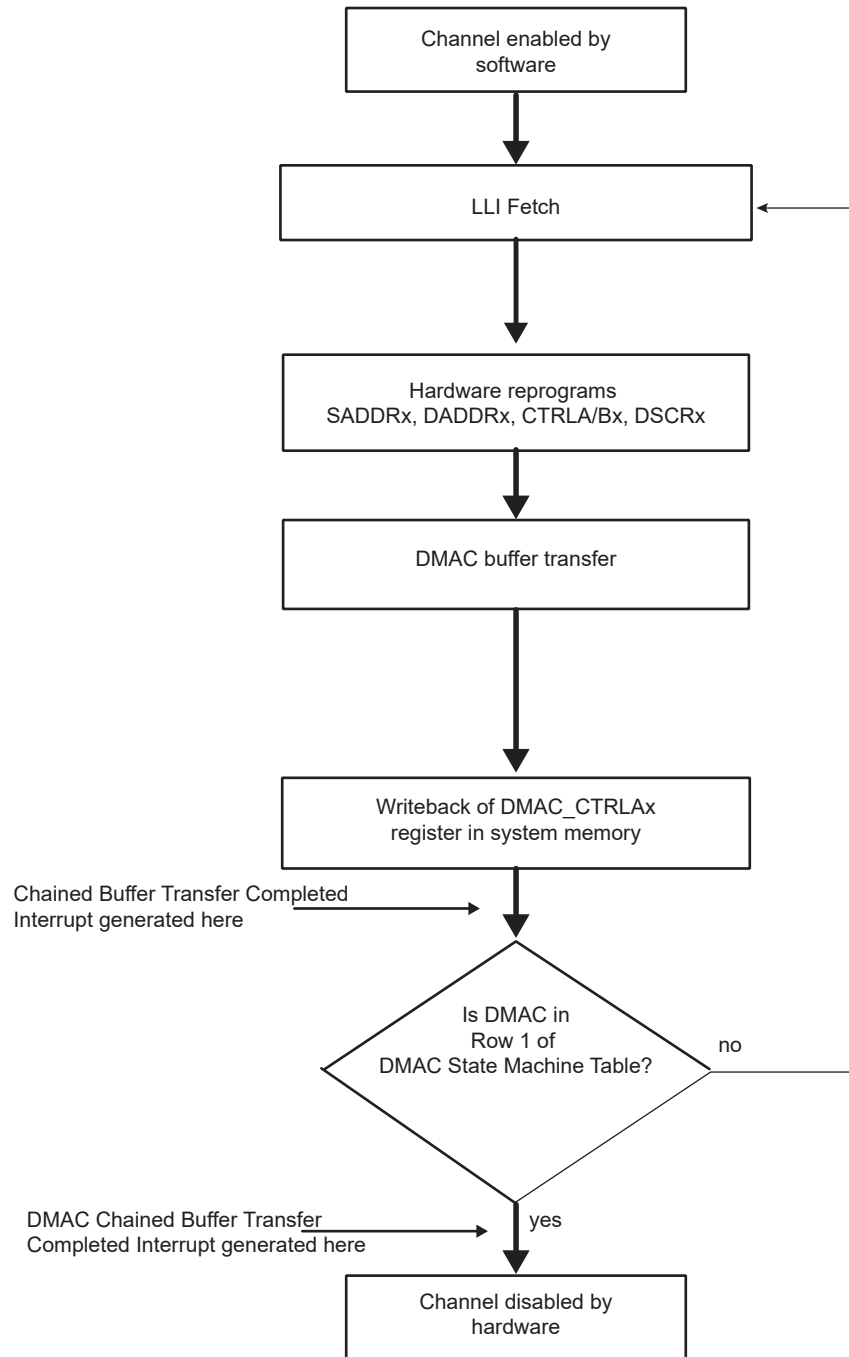 Channel enabled by
software
LLI Fetch
Hardware reprograms
SADDRx, DADDRx, CTRLA/Bx, DSCRx
DMAC buffer transfer
Writeback of DMAC_CTRLAx
register in system memory
Chained Buffer Transfer Completed
Interrupt generated here
Is DMAC in
Row 1 of
DMAC State Machine Table?
no
yes
DMAC Chained Buffer Transfer
Completed Interrupt generated here
Channel disabled by
hardware